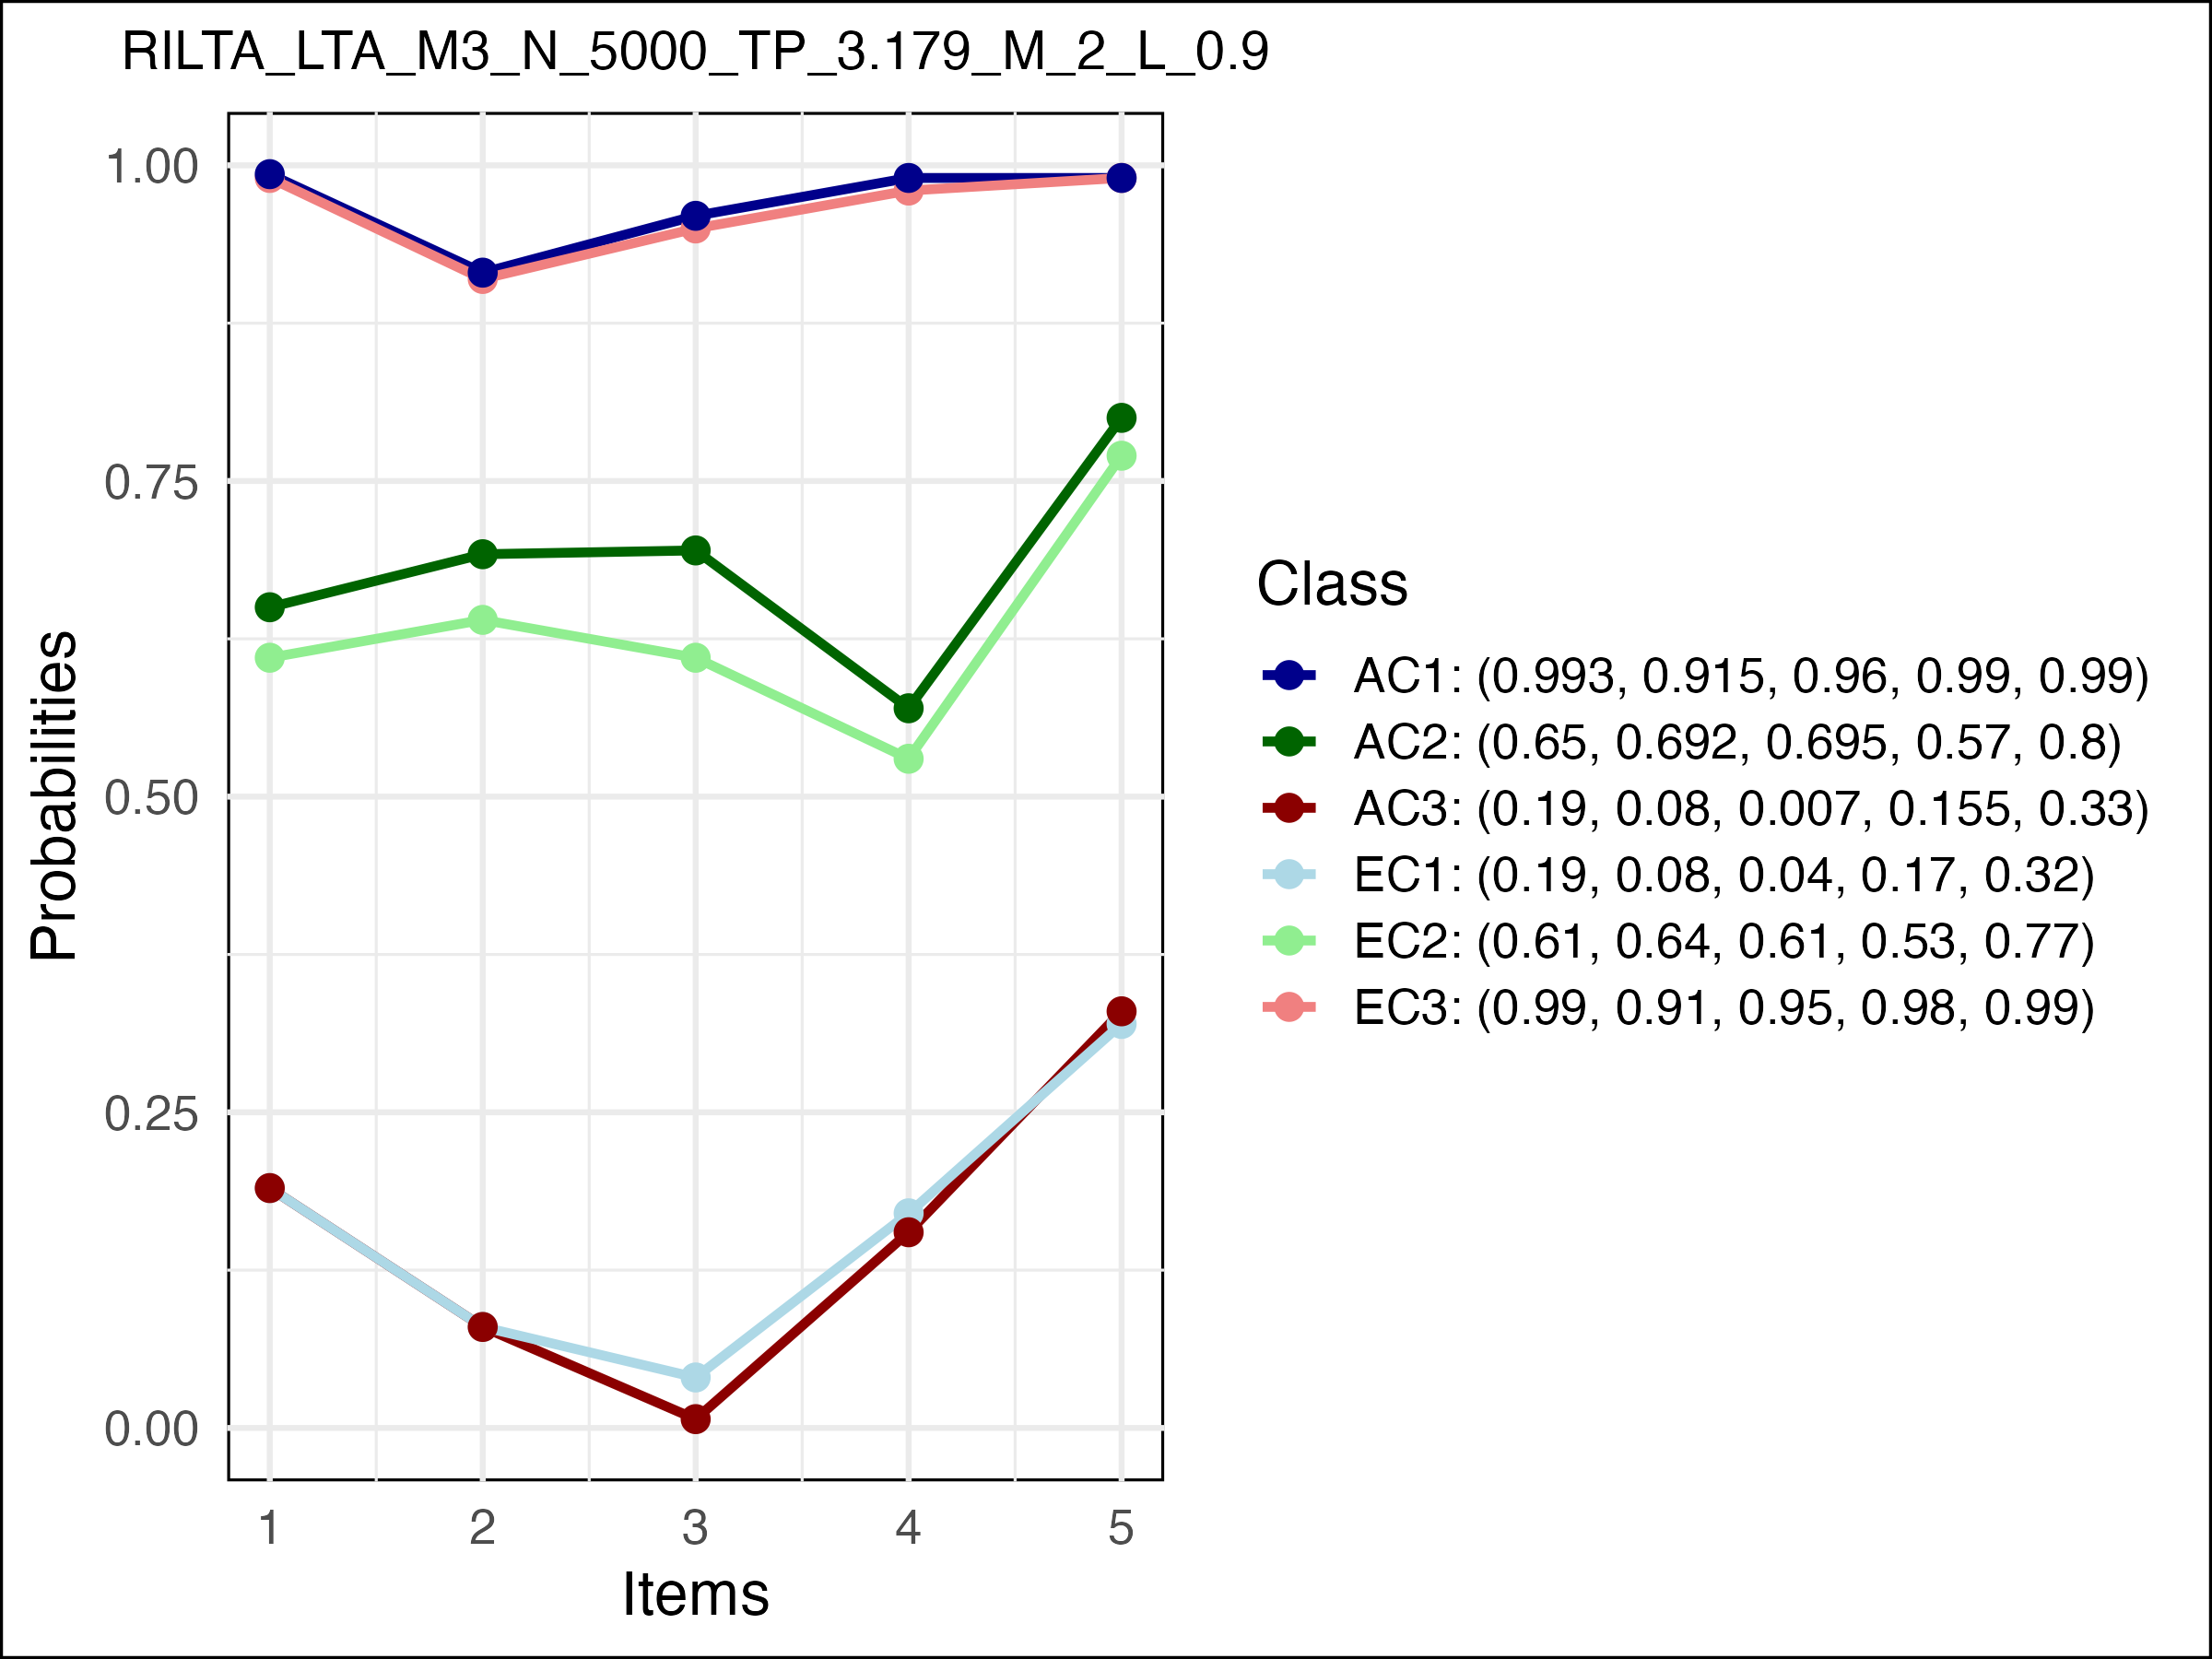 RILTA_LTA_M3_N_5000_TP_3.179_M_2_L_0.9
1.00
0.75
0.50
0.25
0.00
Probabilities
1 2 3 4 5
Items
Class
AC1: (0.993, 0.915, 0.96, 0.99, 0.99)
AC2: (0.65, 0.692, 0.695, 0.57, 0.8)
AC3: (0.19, 0.08, 0.007, 0.155, 0.33)
EC1: (0.19, 0.08, 0.04, 0.17, 0.32)
EC2: (0.61, 0.64, 0.61, 0.53, 0.77)
EC3: (0.99, 0.91, 0.95, 0.98, 0.99)